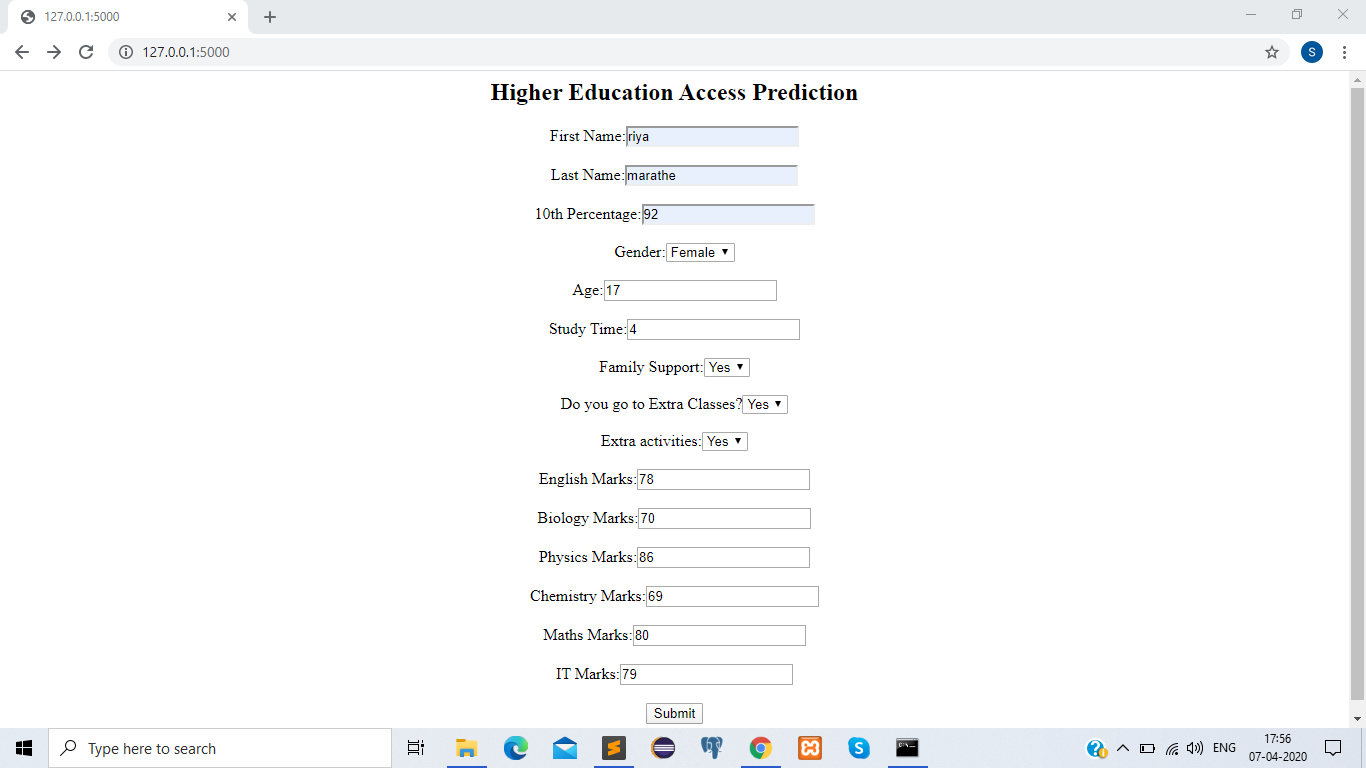 127.0.0.1:5000
127.0.0.1:5000
S
Higher Education Access Prediction
First Name:riya
Last Name:marathe
10th Percentage:92
Gender:Female
Age:17
Study Time:4
Family Support:Yes
Do you go to Extra Classes?Yes
Extra activities:Yes
English Marks:78
Biology Marks:70
Physics Marks:86
Chemistry Marks:69
Maths Marks:80
IT Marks:79
Submit
Type here to search
ENG
17:56
07-04-2020